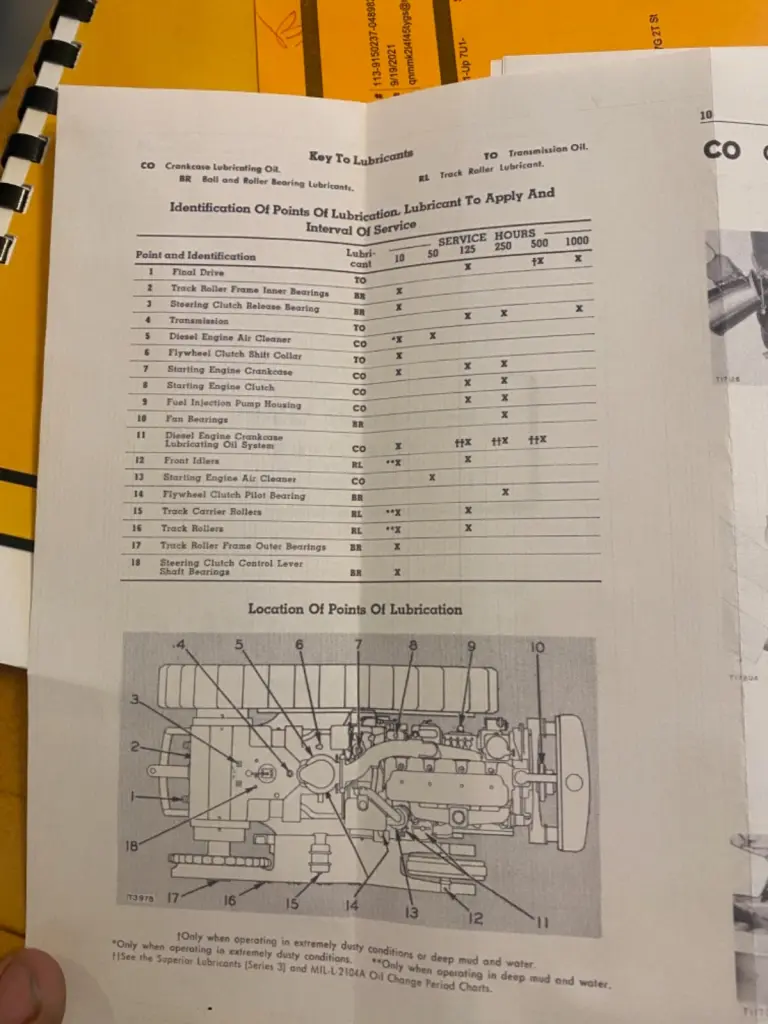 # 113-9150237-048983
9/19/2021
10
CO
Key To Lubricants
CO Crankcase Lubricating Oil.
TO Transmission Oil.
BR Ball and Roller Bearing Lubricants.
RL Track Roller Lubricant.
Identification Of Points Of Lubrication, Lubricant To Apply And
Interval Of Service
Point and Identification Lubri-cant SERVICE HOURS 10 50 125 250 500 1000
1 Final Drive TO X †X X
2 Track Roller Frame Inner Bearings BR X
3 Steering Clutch Release Bearing BR X
4 Transmission TO X X X
5 Diesel Engine Air Cleaner CO *X X
6 Flywheel Clutch Shift Collar TO X
7 Starting Engine Crankcase CO X X X
8 Starting Engine Clutch CO X X
9 Fuel Injection Pump Housing CO X X
10 Fan Bearings BR X
11 Diesel Engine Crankcase
Lubricating Oil System CO X ††X ††X ††X
12 Front Idlers RL **X X
13 Starting Engine Air Cleaner CO X
14 Flywheel Clutch Pilot Bearing BR X
15 Track Carrier Rollers RL **X X
16 Track Rollers RL **X X
17 Track Roller Frame Outer Bearings BR X
18 Steering Clutch Control Lever
Shaft Bearings BR X
Location Of Points Of Lubrication
4 5 6 7 8 9 10
3
2
1
18
T3978 17 16 15 14 13 12 11
†Only when operating in extremely dusty conditions or deep mud and water.
*Only when operating in extremely dusty conditions. **Only when operating in deep mud and water.
††See the Superior Lubricants (Series 3) and MIL-L-2104A Oil Change Period Charts.